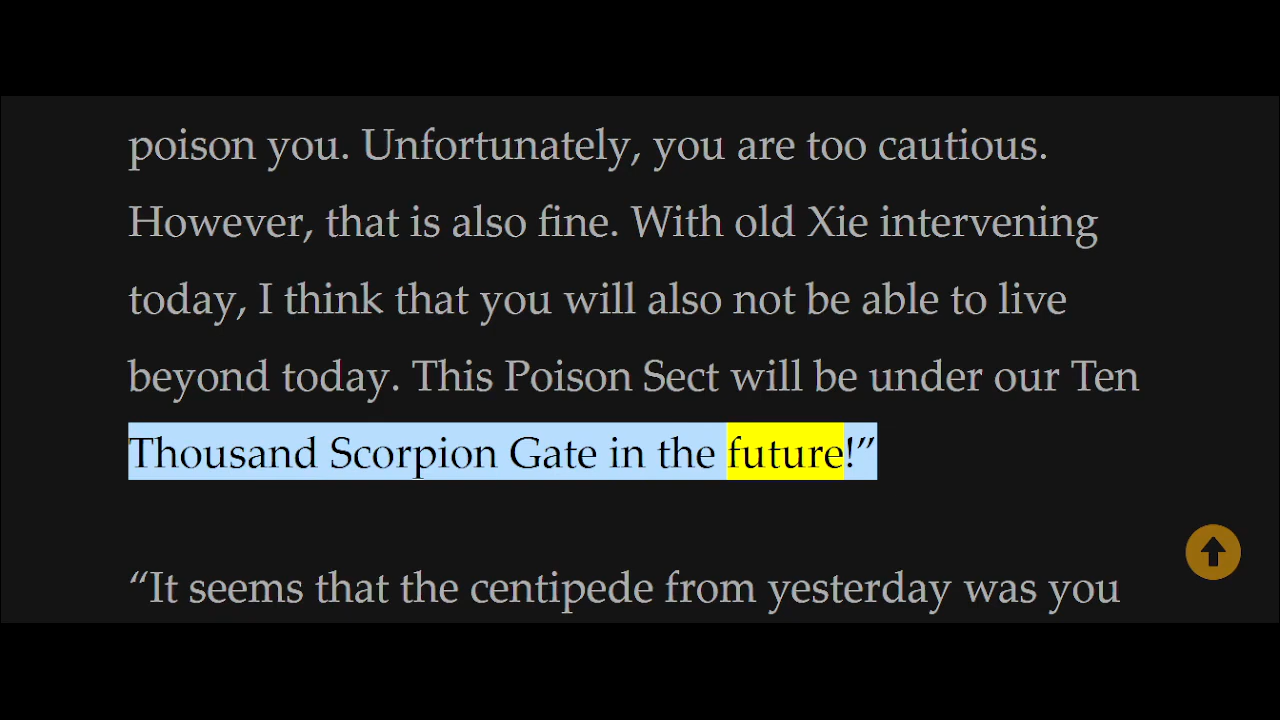 poison you. Unfortunately, you are too cautious.
However, that is also fine. With old Xie intervening
today, I think that you will also not be able to live
beyond today. This Poison Sect will be under our Ten
Thousand Scorpion Gate in the future!”
“It seems that the centipede from yesterday was you